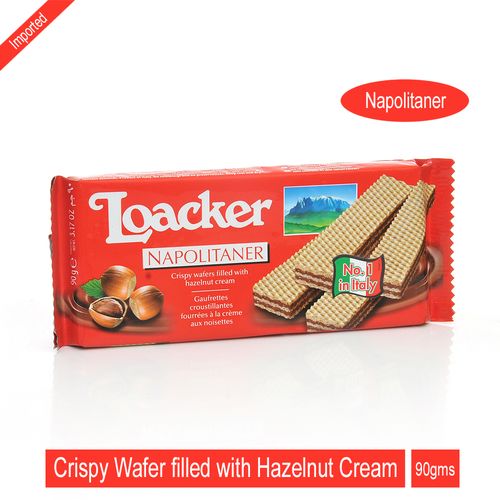 Imported
Napolitaner
Loacker
NAPOLITANER
Crispy wafers filled with
hazelnut cream
Gaufrettes
croustillantes
fourrées à la crème
aux noisettes
No. 1
in Italy
90 g e 3.17 OZ
Crispy Wafer filled with Hazelnut Cream
90gms